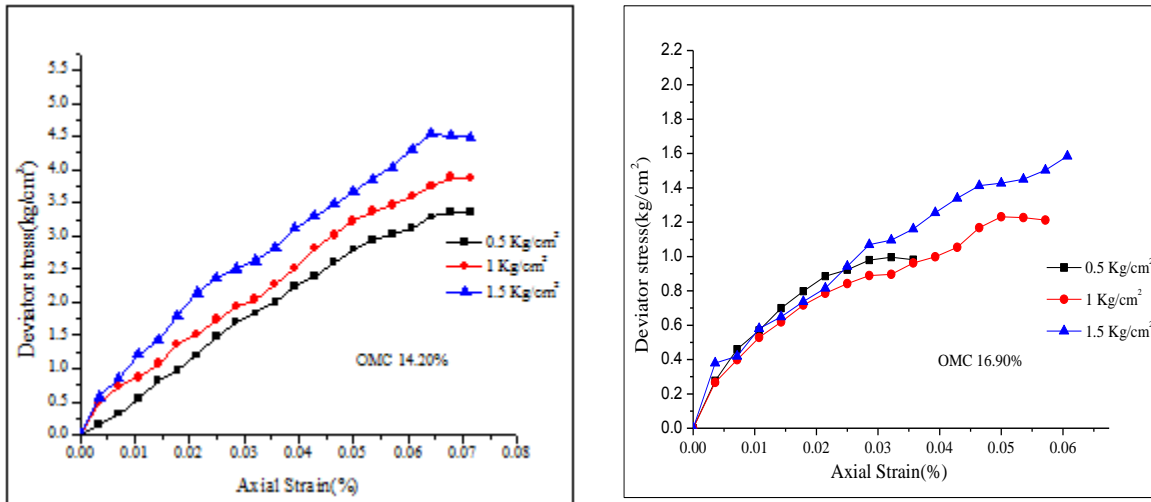 Deviator stress(kg/cm²)
5.5
5.0
4.5
4.0
3.5
3.0
2.5
2.0
1.5
1.0
0.5
0.0
0.00 0.01 0.02 0.03 0.04 0.05 0.06 0.07 0.08
Axial Strain(%)
0.5 Kg/cm²
1 Kg/cm²
1.5 Kg/cm²
OMC 14.20%
Deviator stress(kg/cm²)
2.2
2.0
1.8
1.6
1.4
1.2
1.0
0.8
0.6
0.4
0.2
0.0
0.00 0.01 0.02 0.03 0.04 0.05 0.06
Axial Strain(%)
0.5 Kg/cm²
1 Kg/cm²
1.5 Kg/cm²
OMC 16.90%